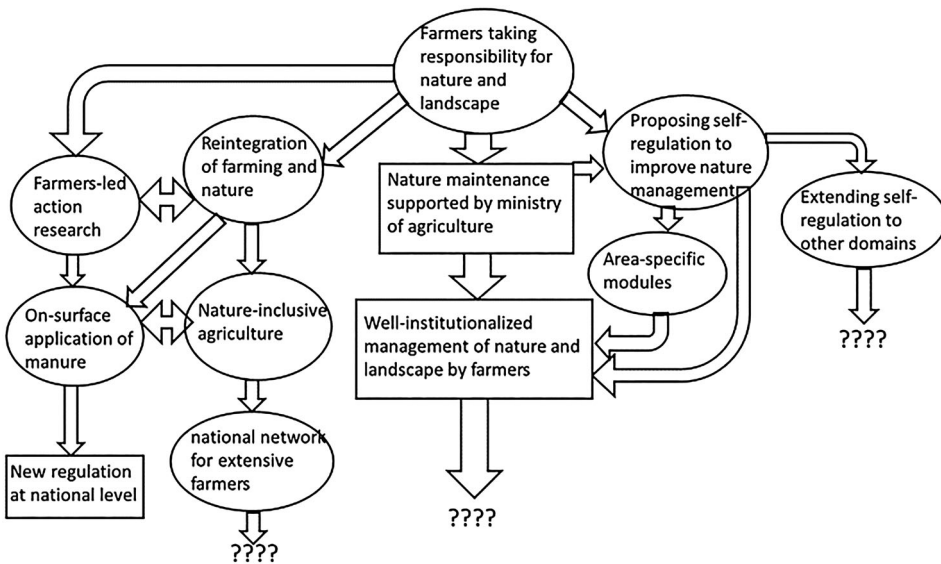 Farmers taking
responsibility for
nature and
landscape
Reintegration
of farming and
nature
Proposing self-
regulation to
improve nature
management
Farmers-led
action
research
Nature maintenance
supported by ministry
of agriculture
Extending self-
regulation to
other domains
Area-specific
modules
On-surface
application of
manure
Nature-inclusive
agriculture
Well-institutionalized
management of nature and
landscape by farmers
????
New regulation
at national level
national network
for extensive
farmers
????
????